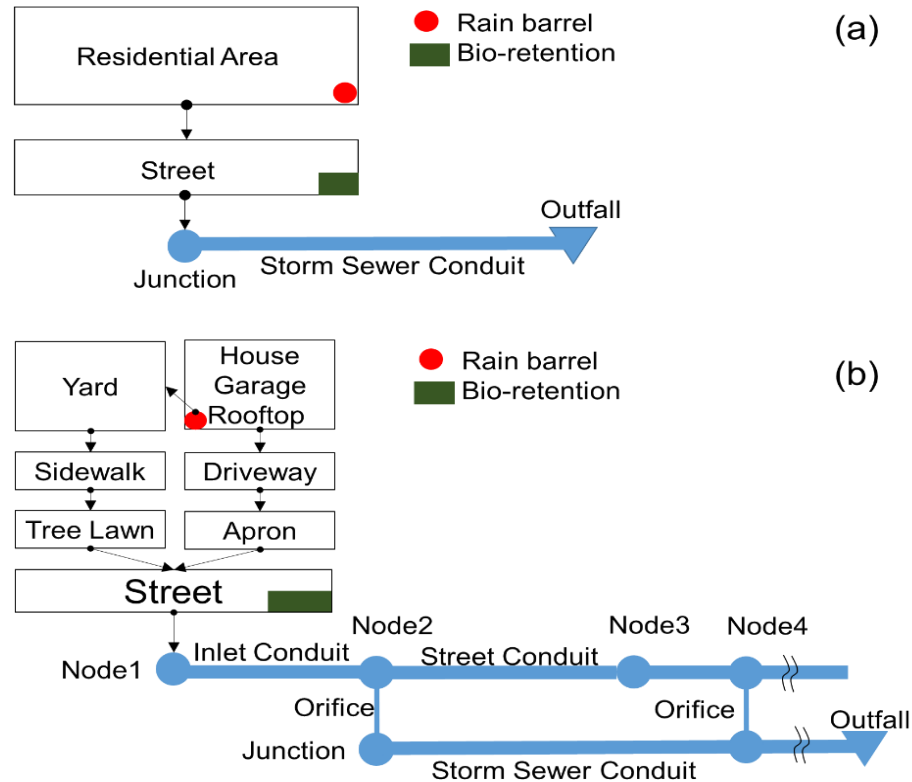 (a)
Rain barrel
Bio-retention
Residential Area
Street
Outfall
Junction
Storm Sewer Conduit
(b)
Rain barrel
Bio-retention
Yard
House
Garage
Rooftop
Sidewalk
Driveway
Tree Lawn
Apron
Street
Node1
Inlet Conduit
Node2
Street Conduit
Node3
Node4
Orifice
Orifice
Outfall
Junction
Storm Sewer Conduit